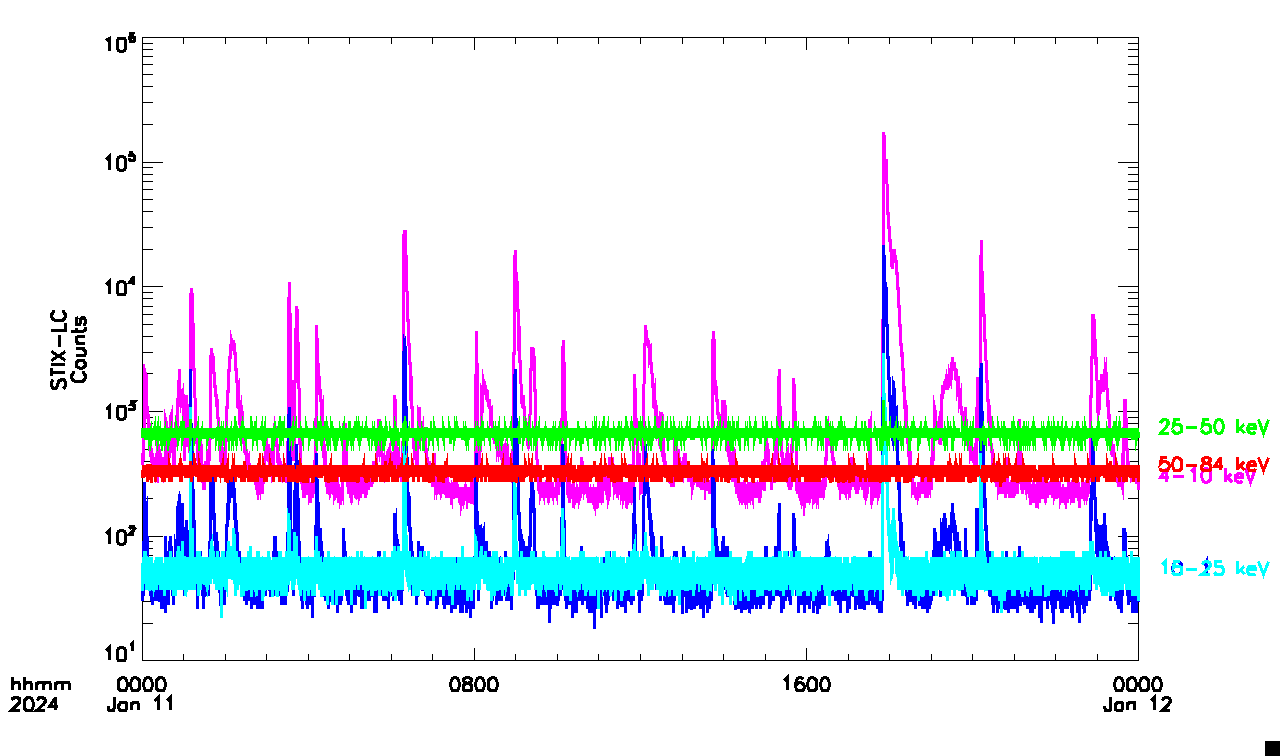 10⁶
10⁵
10⁴
STIX-LC
Counts
10³
25-50 keV
50-84 keV
4-10 keV
10²
15-25 keV
10¹
hhmm 0000 0800 1600 0000
2024 Jan 11 Jan 12